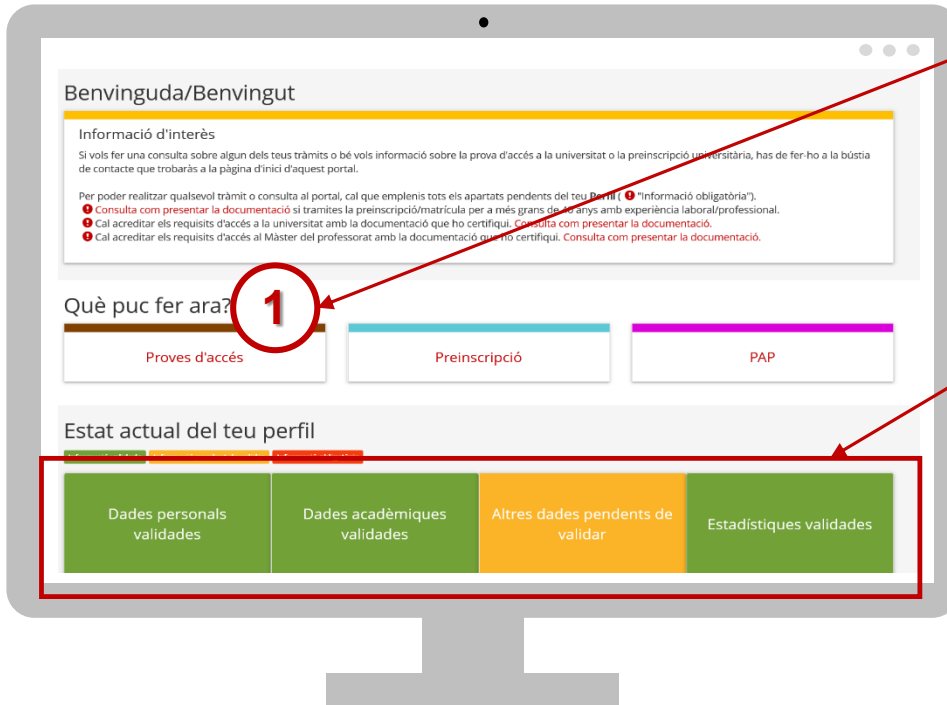 Benvinguda/Benvingut
Informació d'interès
Si vols fer una consulta sobre algun dels teus tràmits o bé vols informació sobre la prova d'accés a la universitat o la preinscripció universitària, has de fer-ho a la bústia
de contacte que trobaràs a la pàgina d'inici d'aquest portal.
Per poder realitzar qualsevol tràmit o consulta al portal, cal que emplenis tots els apartats pendents del teu Perfil ( "Informació obligatòria").
Consulta com presentar la documentació si tramites la preinscripció/matrícula per a més grans de 40 anys amb experiència laboral/professional.
Cal acreditar els requisits d'accés a la universitat amb la documentació que ho certifiqui. Consulta com presentar la documentació.
Cal acreditar els requisits d'accés al Màster del professorat amb la documentació que ho certifiqui. Consulta com presentar la documentació.
Què puc fer ara?
1
Proves d'accés
Preinscripció
PAP
Estat actual del teu perfil
Dades personals
validades
Dades acadèmiques
validades
Altres dades pendents de
validar
Estadístiques validades